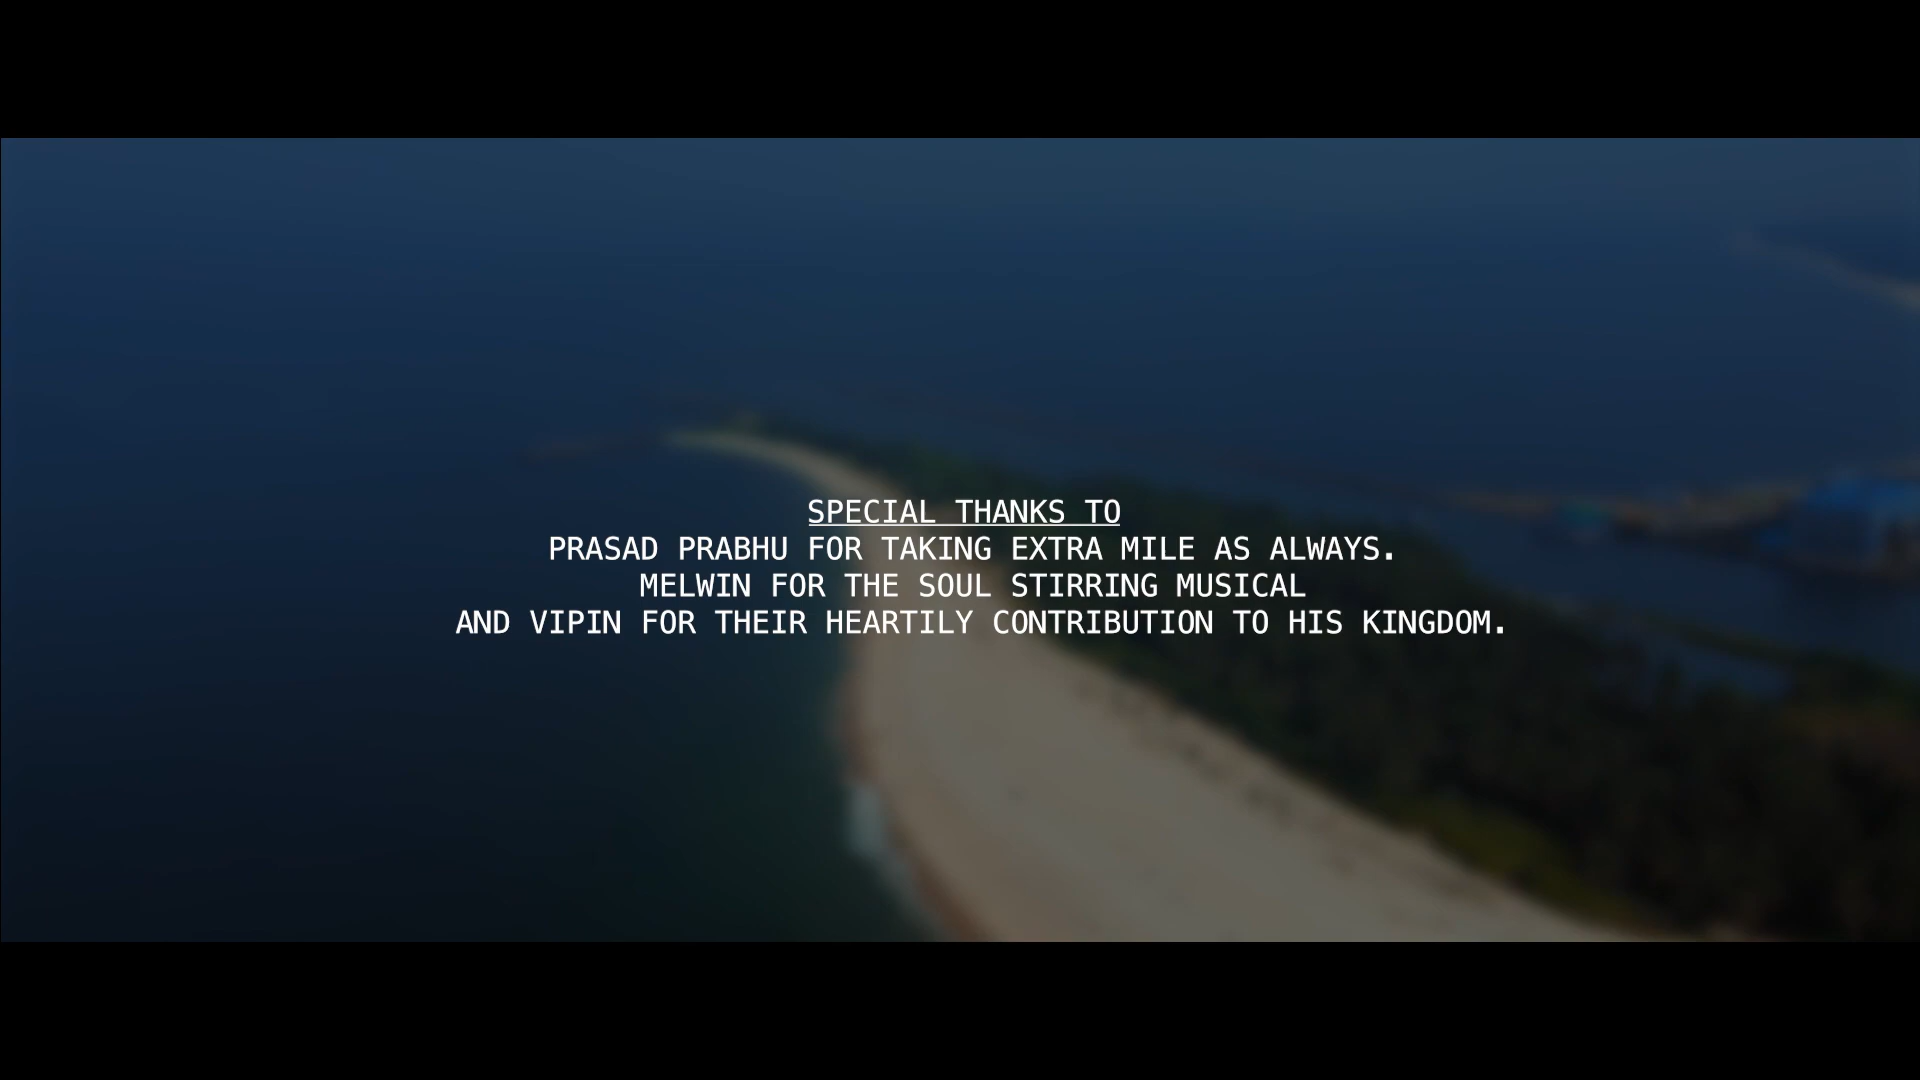 SPECIAL THANKS TO
PRASAD PRABHU FOR TAKING EXTRA MILE AS ALWAYS.
MELWIN FOR THE SOUL STIRRING MUSICAL
AND VIPIN FOR THEIR HEARTILY CONTRIBUTION TO HIS KINGDOM.